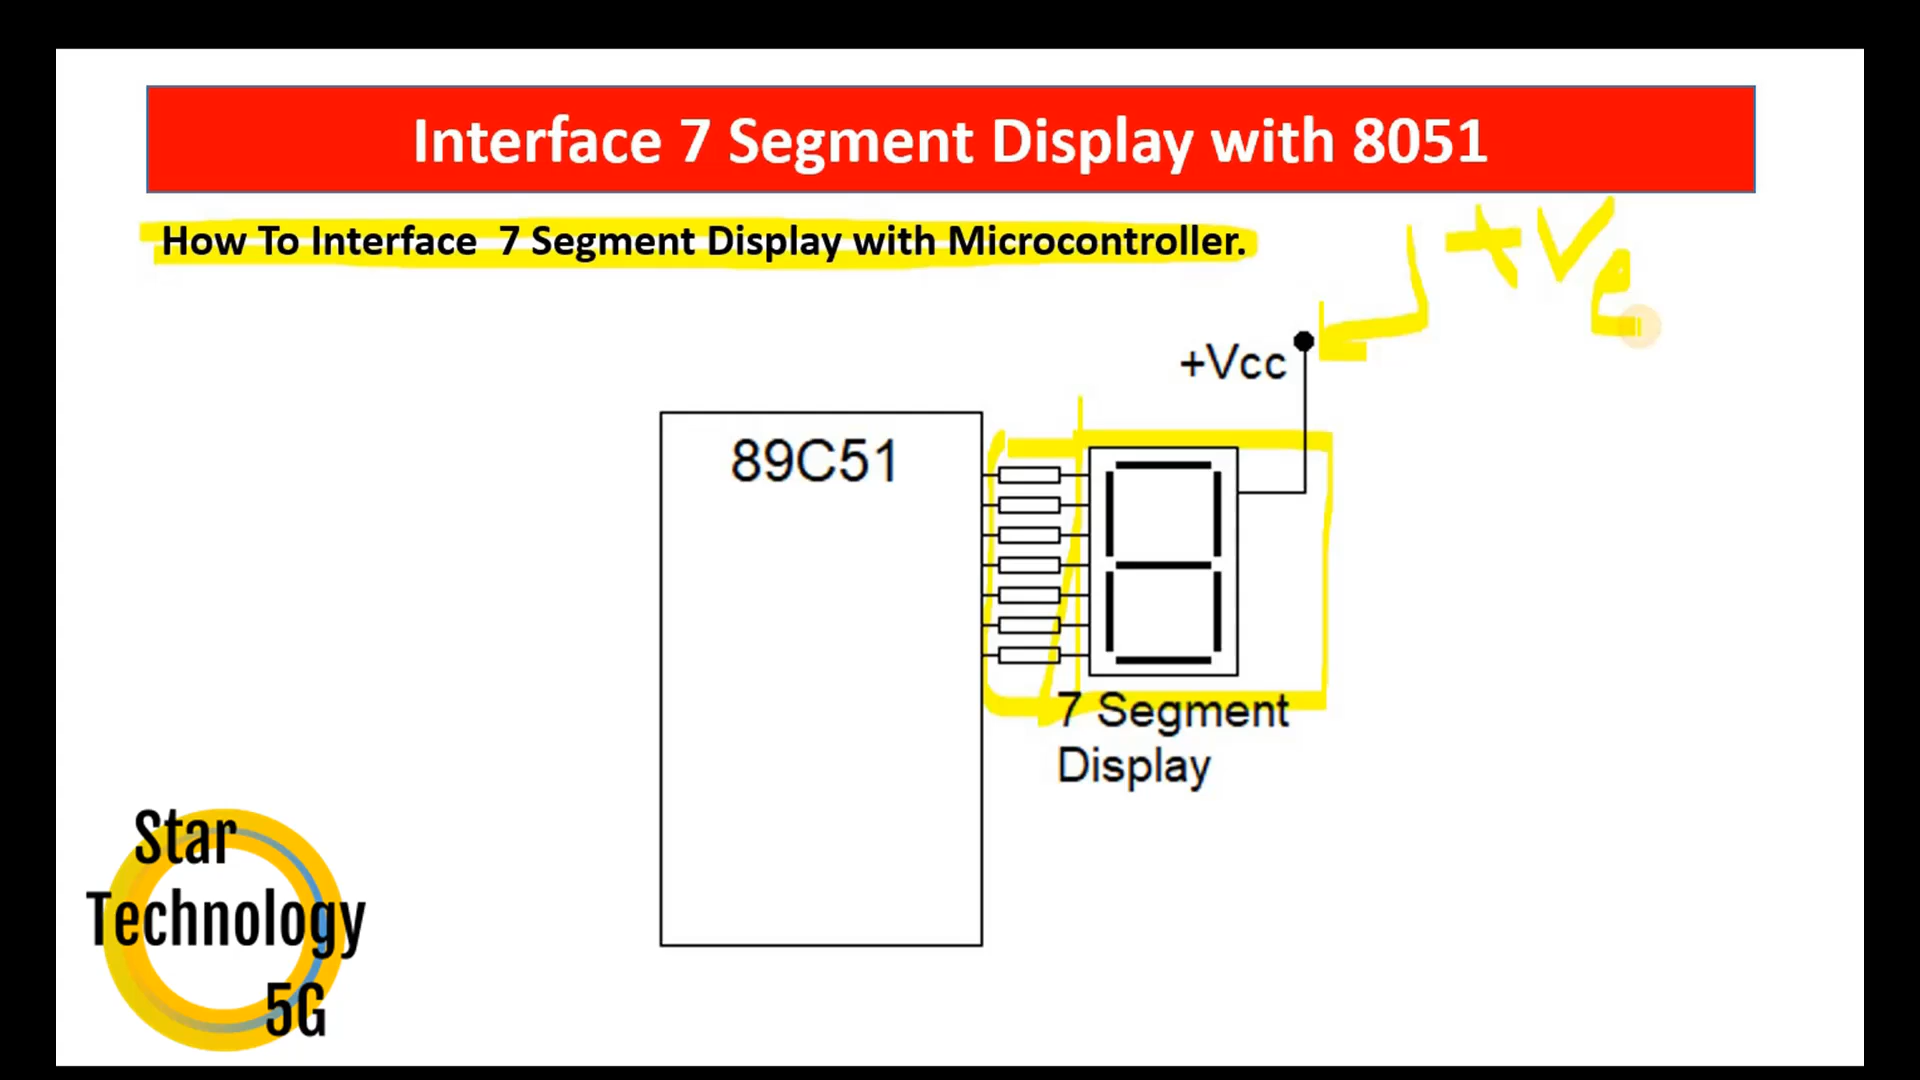 Interface 7 Segment Display with 8051
How To Interface 7 Segment Display with Microcontroller.
+Ve
+Vcc
89C51
7 Segment
Display
Star
Technology
5G